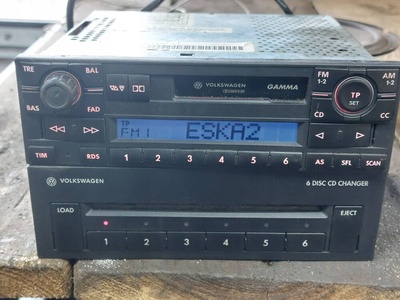 TRE BAL
FM 1-2
AM 1-2
VOLKSWAGEN GAMMA
TP SET
BAS FAD
CD CC
TP
FM1 ESKA2
TIM RDS 1 2 3 4 5 6 AS SFL SCAN
VOLKSWAGEN 6 DISC CD CHANGER
LOAD EJECT
1 2 3 4 5 6